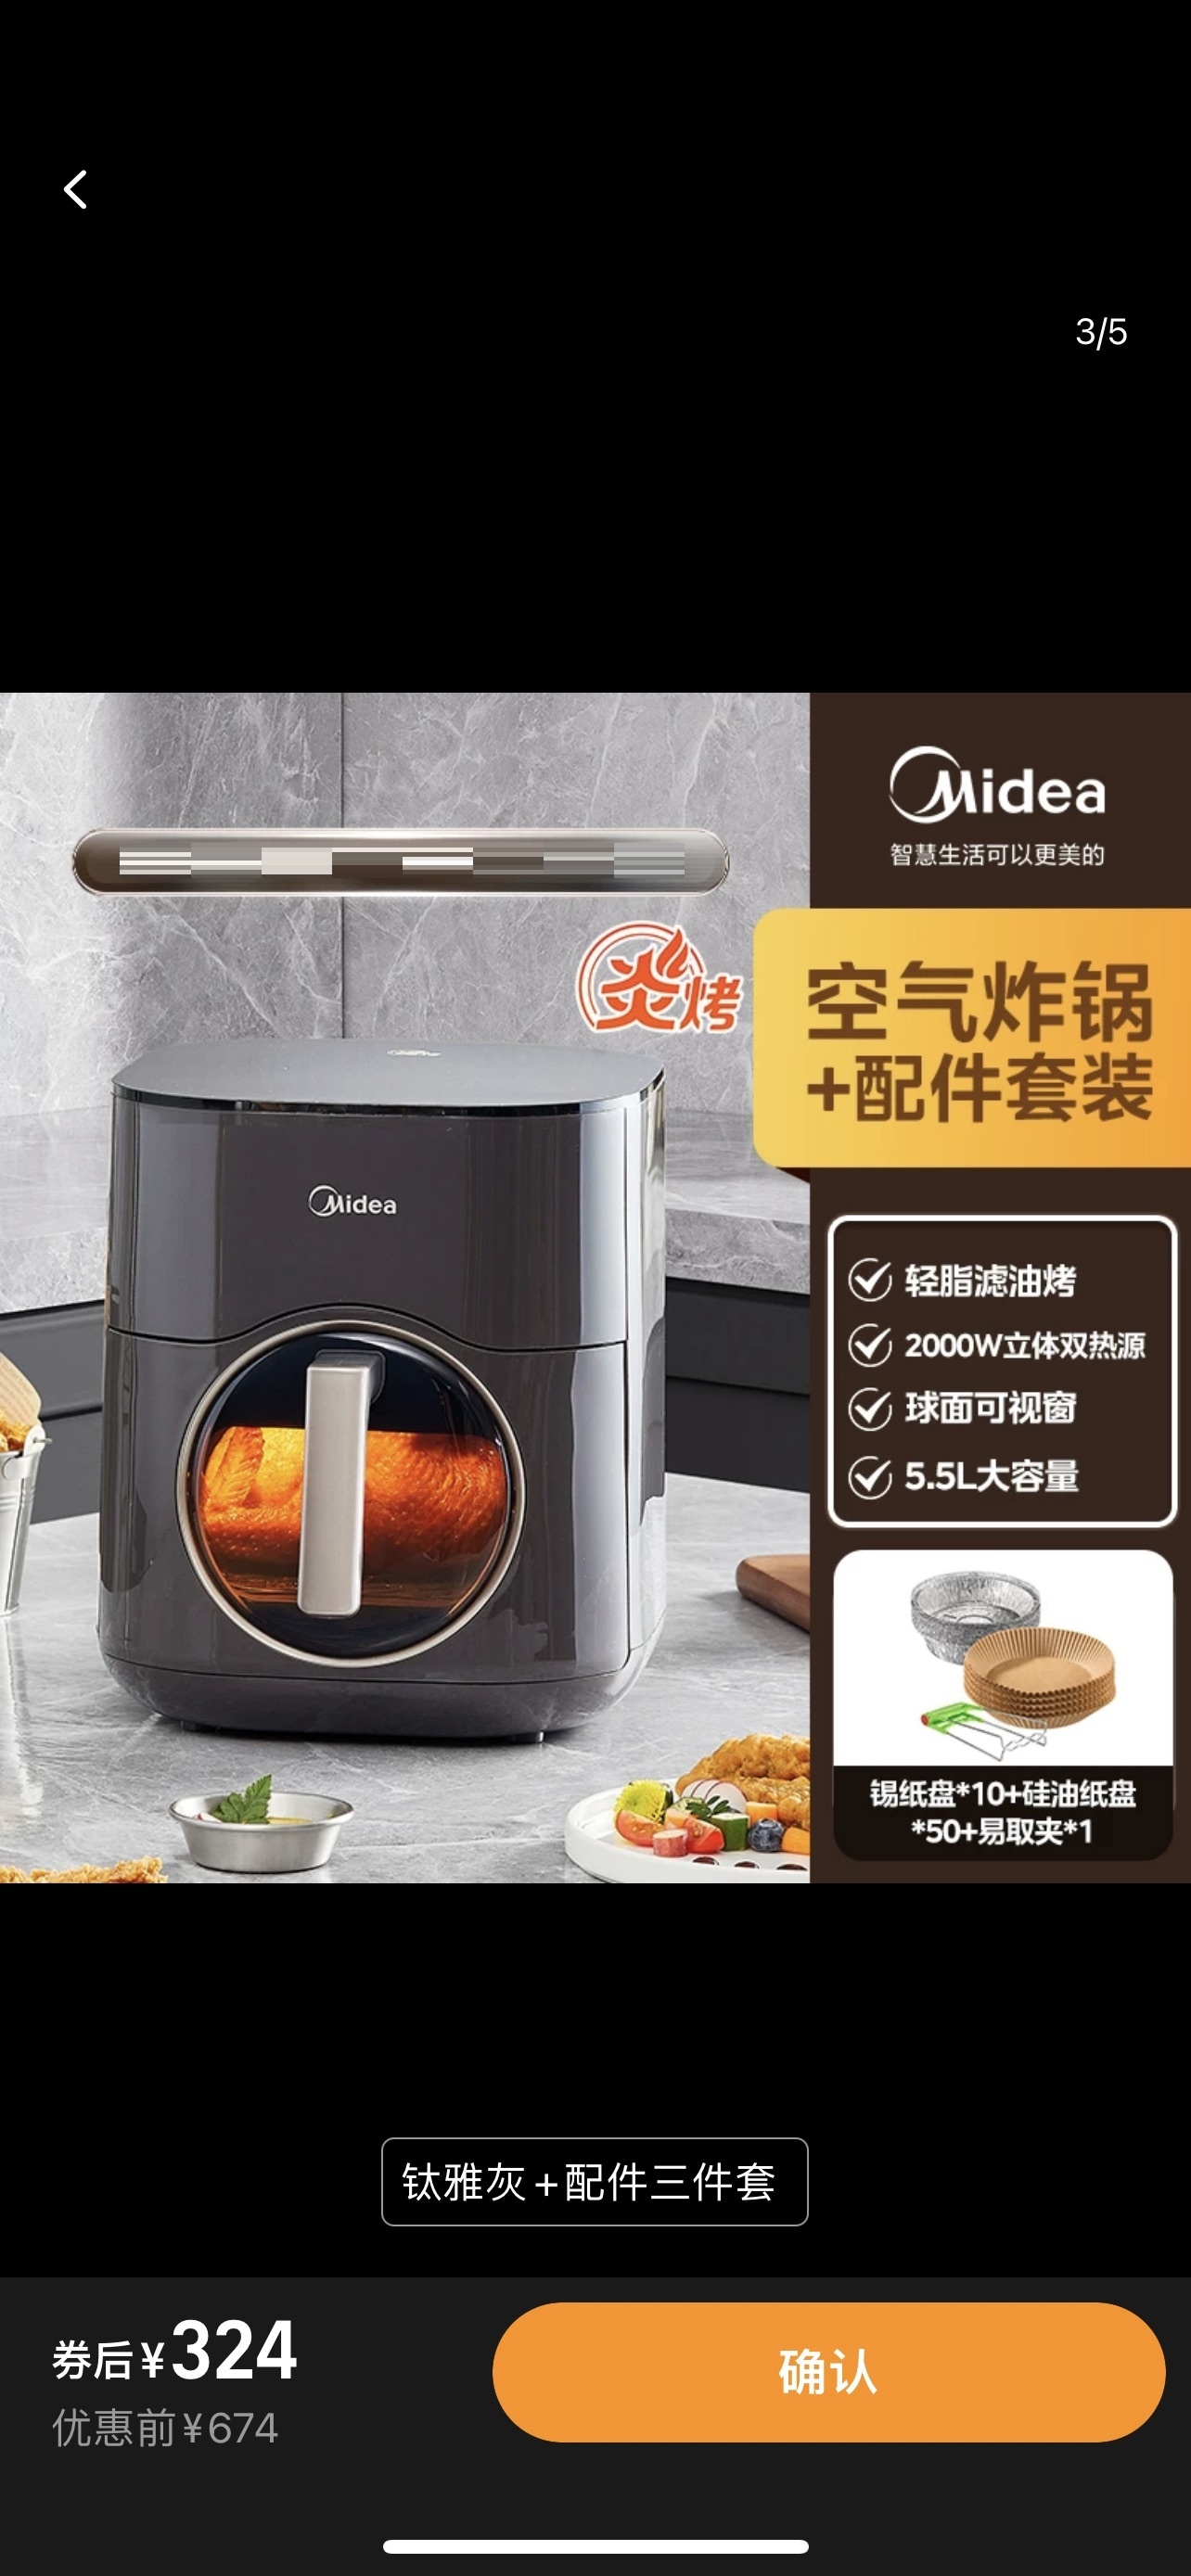 3/5
Midea
智慧生活可以更美的
炎烤
空气炸锅
+配件套装
Midea
轻脂滤油烤
2000W立体双热源
球面可视窗
5.5L大容量
锡纸盘*10+硅油纸盘
*50+易取夹*1
钛雅灰+配件三件套
券后¥324
优惠前¥674
确认